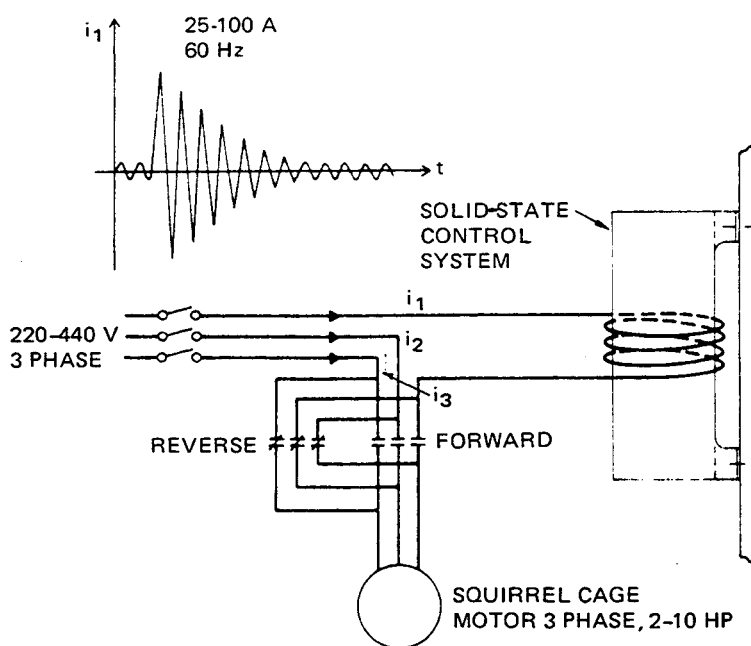 i1
25-100 A
60 Hz
t
SOLID-STATE
CONTROL
SYSTEM
i1
220-440 V
3 PHASE
i2
i3
REVERSE
FORWARD
SQUIRREL CAGE
MOTOR 3 PHASE, 2-10 HP